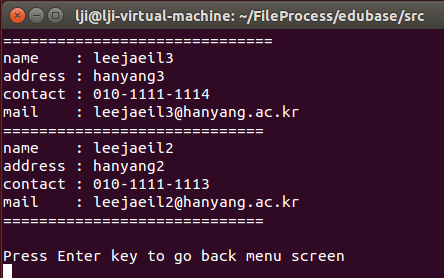 lji@lji-virtual-machine: ~/FileProcess/edubase/src
==============================
name    : leejaeil3
address : hanyang3
contact : 010-1111-1114
mail    : leejaeil3@hanyang.ac.kr
=============================
name    : leejaeil2
address : hanyang2
contact : 010-1111-1113
mail    : leejaeil2@hanyang.ac.kr
=============================
Press Enter key to go back menu screen